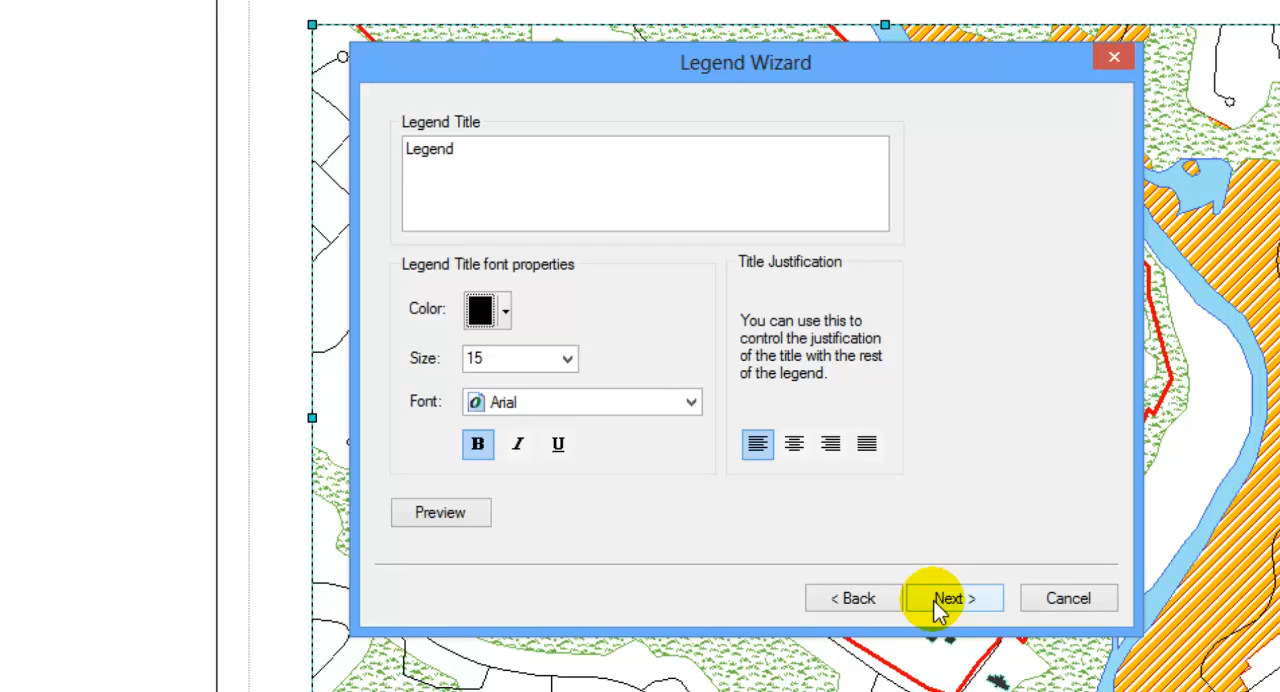 Legend Wizard
Legend Title
Legend
Legend Title font properties
Color:
Size: 15
Font: Arial
B I U
Title Justification
You can use this to
control the justification
of the title with the rest
of the legend.
Preview
< Back Next > Cancel